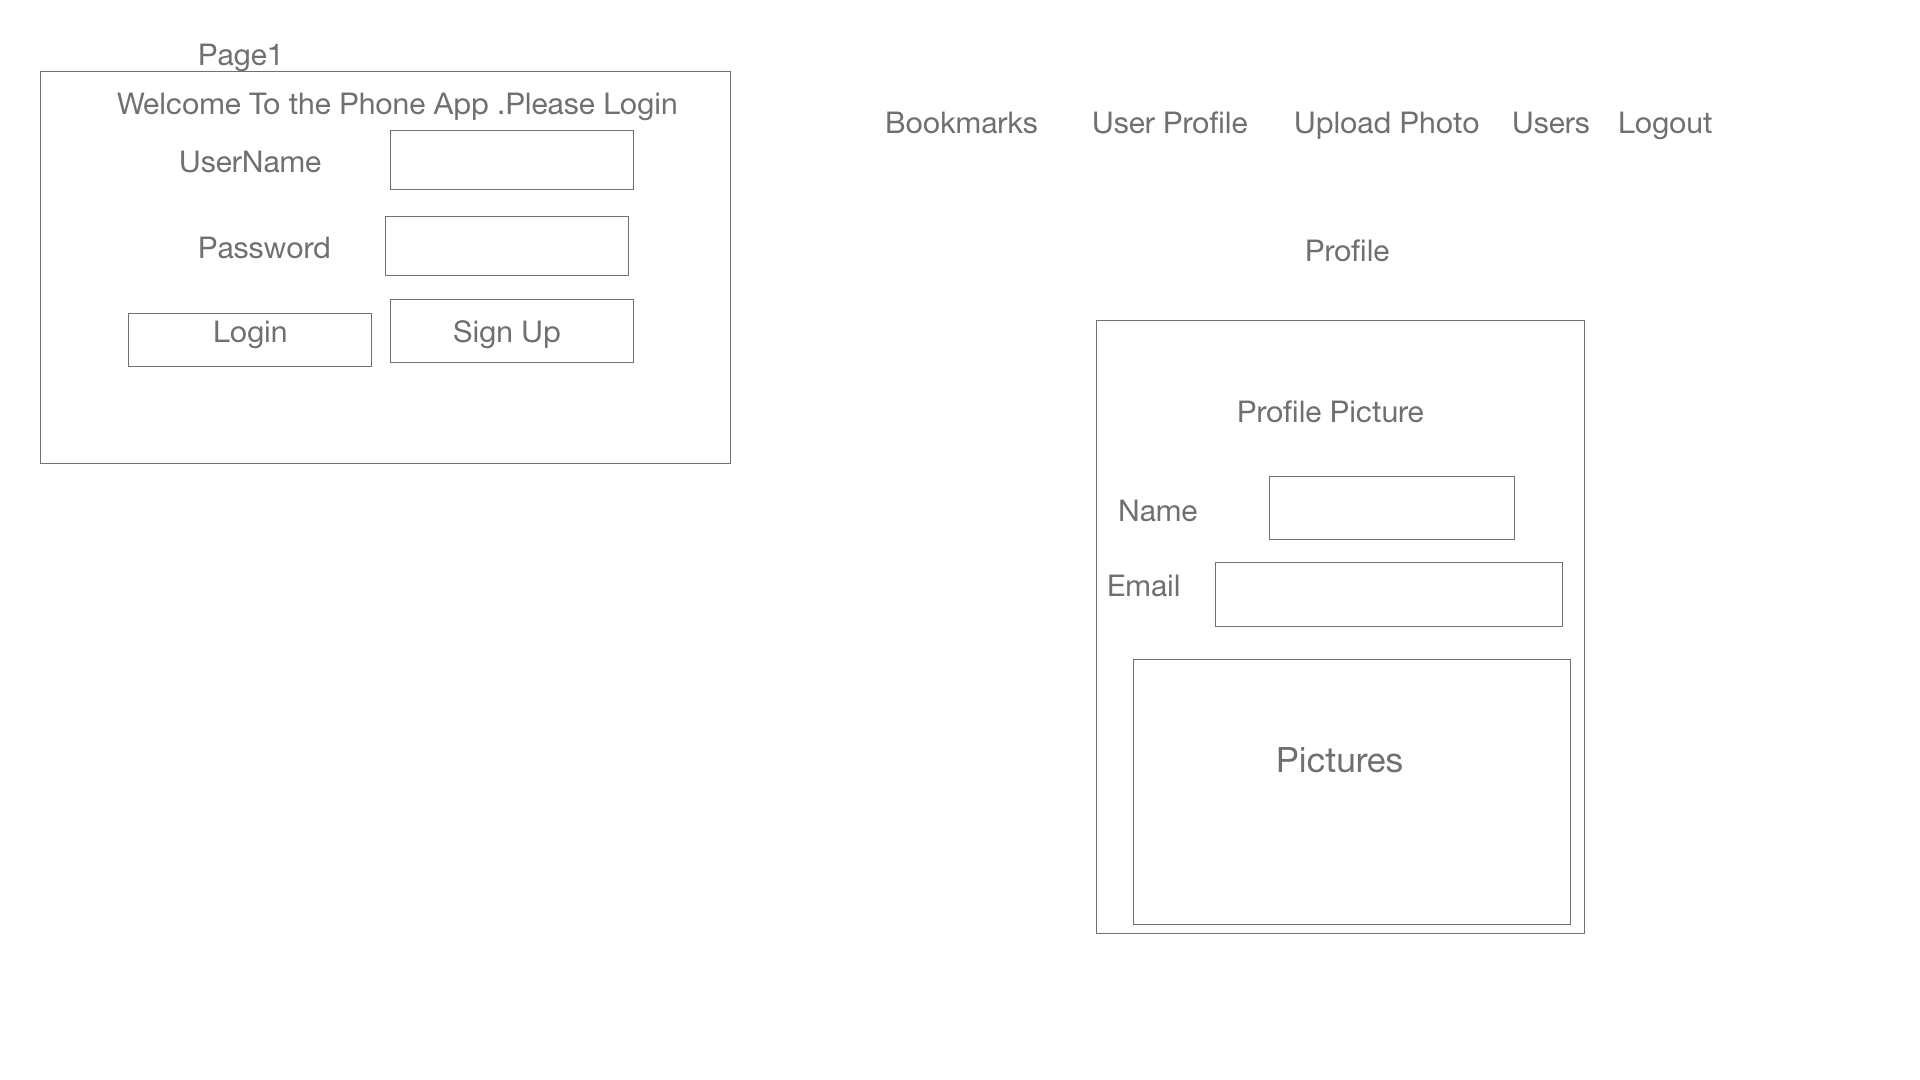 Page1
Welcome To the Phone App .Please Login
UserName
Password
Login
Sign Up
Bookmarks User Profile Upload Photo Users Logout
Profile
Profile Picture
Name
Email
Pictures